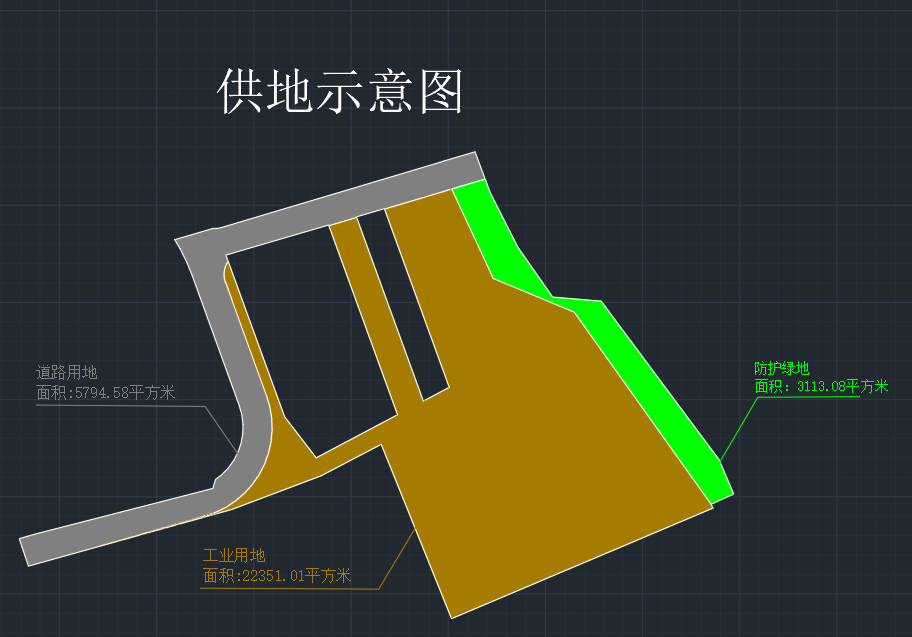 供地示意图
道路用地
面积:5794.58平方米
防护绿地
面积：3113.08平方米
工业用地
面积:22351.01平方米